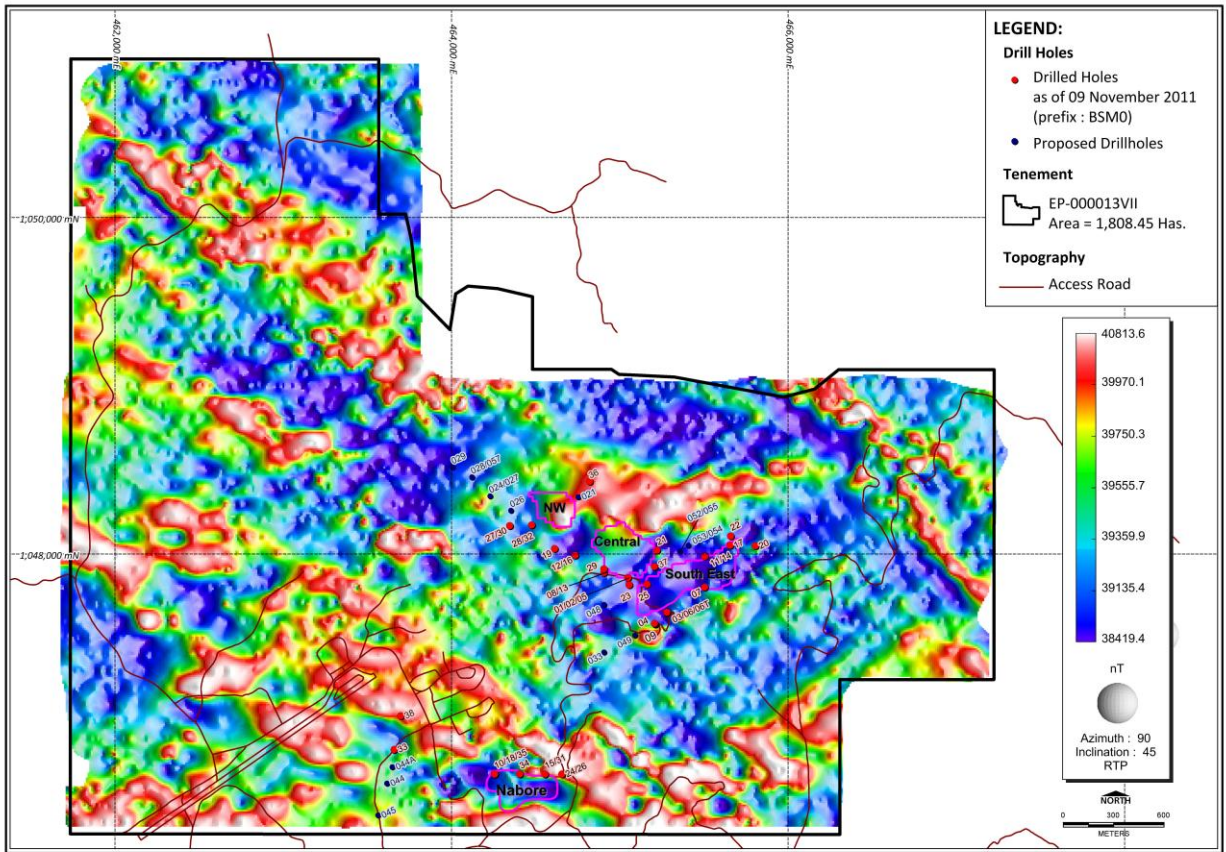 462,000 mE
464,000 mE
466,000 mE
1,050,000 mN
1,048,000 mN
LEGEND:
Drill Holes
Drilled Holes
as of 09 November 2011
(prefix : BSM0)
Proposed Drillholes
Tenement
EP-000013VII
Area = 1,808.45 Has.
Topography
Access Road
40813.6
39970.1
39750.3
39555.7
39359.9
39135.4
38419.4
nT
Azimuth : 90
Inclination : 45
RTP
NORTH
0 300 600
METERS
029
028/057
024/027
026
36
021
NW
27/30
28/32
19
12/16
Central
21
052/055
053/054
22
17
20
11/14
29
37
South East
08/13
01/02/05
23
25
07
048
04
03/06/06T
09
049
033
38
33
044A
044
045
10/18/35
34
15/31
24/26
Nabore